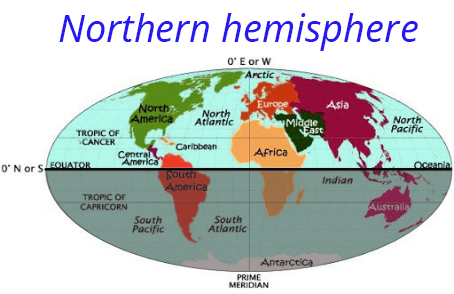 Northern hemisphere
0° E or W
Arctic
North
America
Europe
Asia
North
Atlantic
Middle
East
North
Pacific
TROPIC OF
CANCER
Caribbean
Central
America
Africa
0° N or S
EQUATOR
Oceania
South
America
Indian
TROPIC OF
CAPRICORN
Australia
South
Pacific
South
Atlantic
Antarctica
PRIME
MERIDIAN